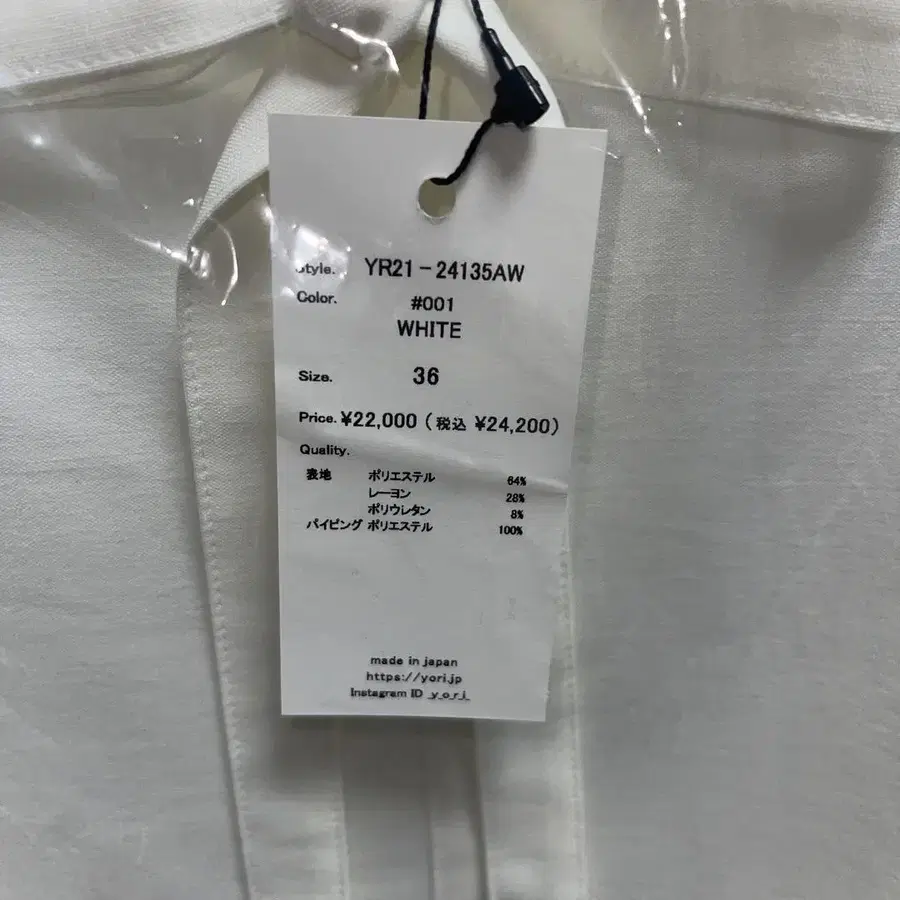 Style. YR21-24135AW
Color. #001
WHITE
Size. 36
Price. ¥22,000 (税込 ¥24,200)
Quality.
表地 ポリエステル 64%
レーヨン 28%
ポリウレタン 8%
パイピング ポリエステル 100%
made in japan
https://yori.jp
Instagram ID _y_o_r_i_